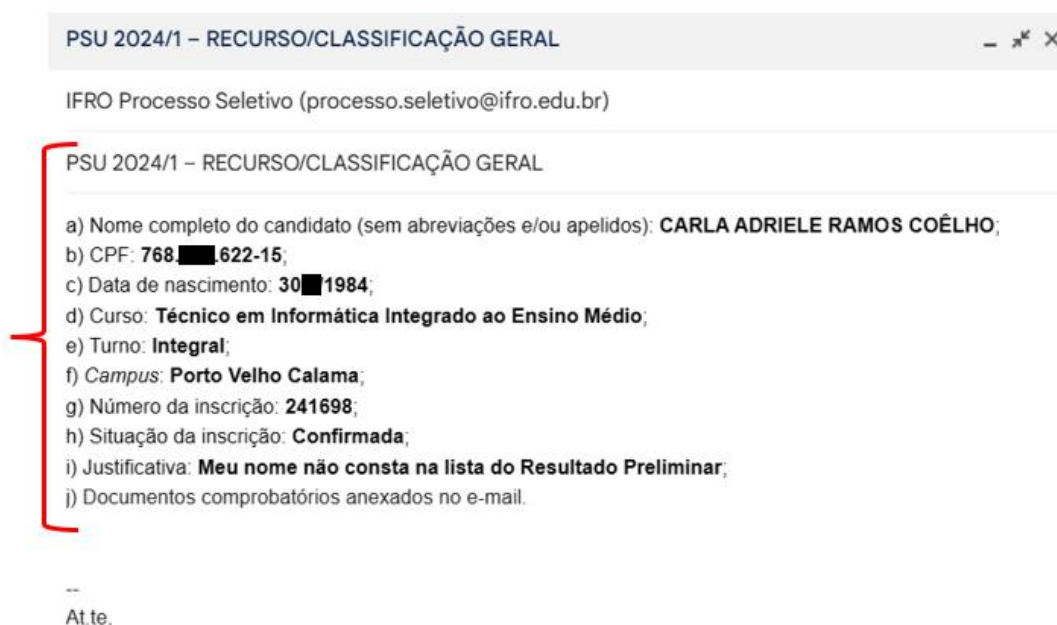 PSU 2024/1 – RECURSO/CLASSIFICAÇÃO GERAL
IFRO Processo Seletivo (processo.seletivo@ifro.edu.br)
PSU 2024/1 – RECURSO/CLASSIFICAÇÃO GERAL
a) Nome completo do candidato (sem abreviações e/ou apelidos): CARLA ADRIELE RAMOS COÊLHO;
b) CPF: 768. .622-15;
c) Data de nascimento: 30 /1984;
d) Curso: Técnico em Informática Integrado ao Ensino Médio;
e) Turno: Integral;
f) Campus: Porto Velho Calama;
g) Número da inscrição: 241698;
h) Situação da inscrição: Confirmada;
i) Justificativa: Meu nome não consta na lista do Resultado Preliminar;
j) Documentos comprobatórios anexados no e-mail.
--
At.te,